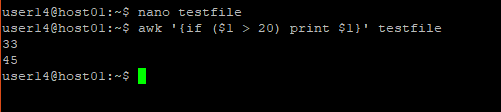 user14@host01:~$ nano testfile
user14@host01:~$ awk '{if ($1 > 20) print $1}' testfile
33
45
user14@host01:~$